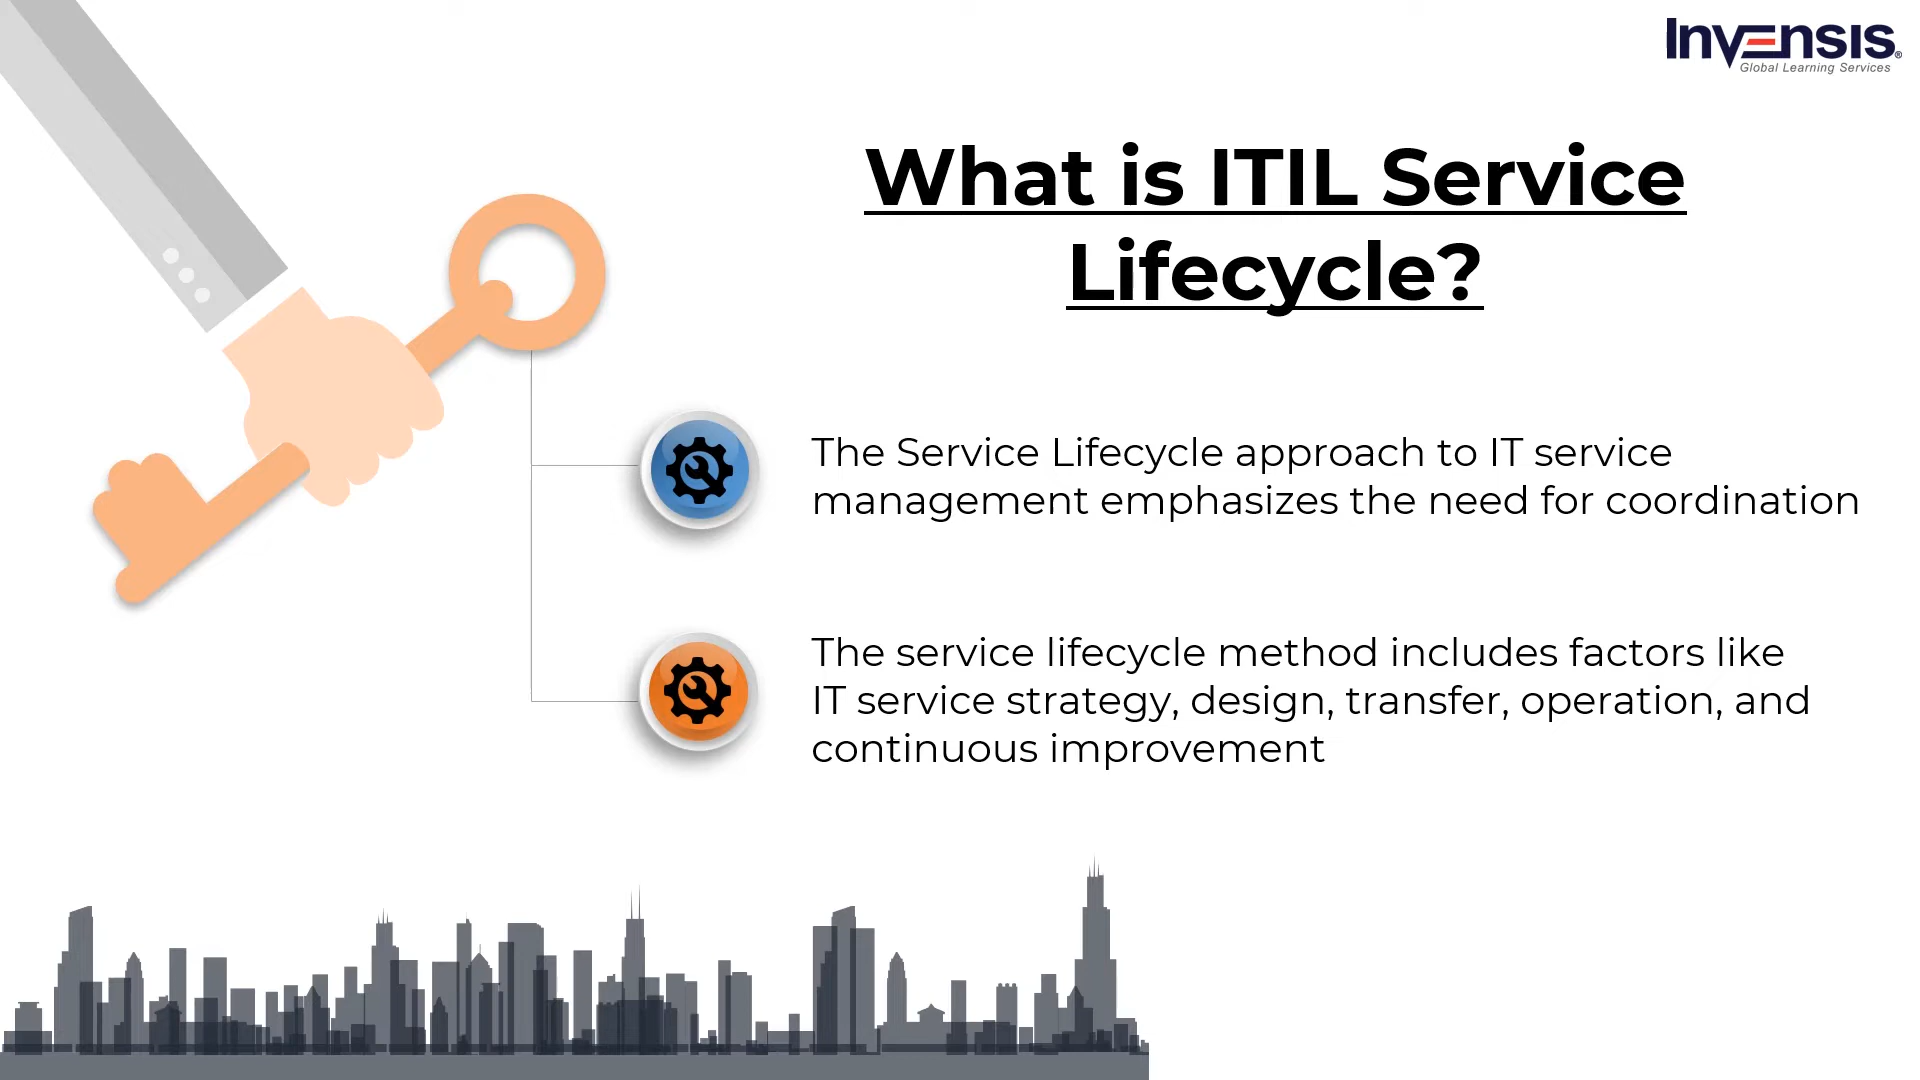 Invensis®
Global Learning Services
What is ITIL Service
Lifecycle?
The Service Lifecycle approach to IT service
management emphasizes the need for coordination
The service lifecycle method includes factors like
IT service strategy, design, transfer, operation, and
continuous improvement